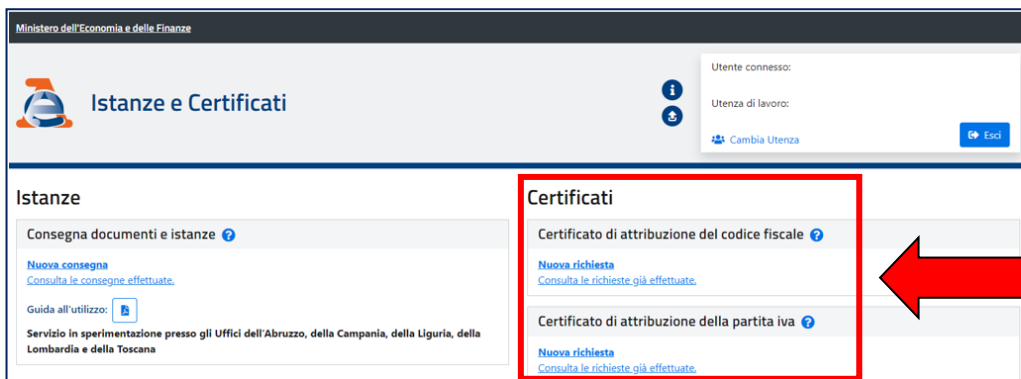 Ministero dell'Economia e delle Finanze
Istanze e Certificati
Utente connesso:
Utenza di lavoro:
Cambia Utenza
Esci
Istanze
Consegna documenti e istanze
Nuova consegna
Consulta le consegne effettuate.
Guida all'utilizzo:
Servizio in sperimentazione presso gli Uffici dell'Abruzzo, della Campania, della Liguria, della
Lombardia e della Toscana
Certificati
Certificato di attribuzione del codice fiscale
Nuova richiesta
Consulta le richieste già effettuate.
Certificato di attribuzione della partita iva
Nuova richiesta
Consulta le richieste già effettuate.